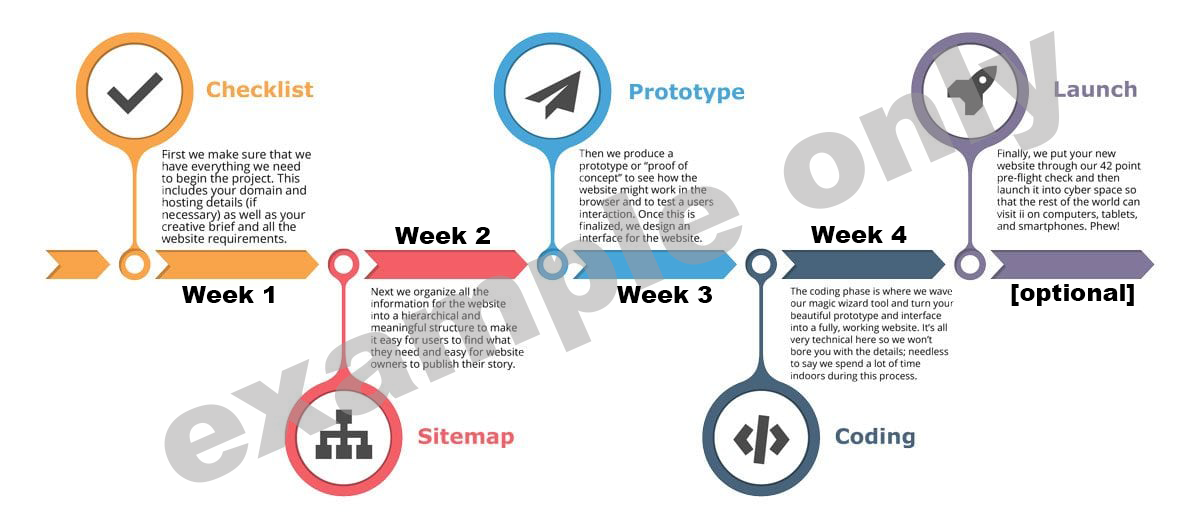 Checklist
First we make sure that we
have everything we need
to begin the project. This
includes your domain and
hosting details (if
necessary) as well as your
creative brief and all the
website requirements.
Week 1
Week 2
Next we organize all the
information for the website
into a hierarchical and
meaningful structure to make
it easy for users to find what
they need and easy for website
owners to publish their story.
Sitemap
Prototype
Then we produce a
prototype or “proof of
concept” to see how the
website might work in the
browser and to test a users
interaction. Once this is
finalized, we design an
interface for the website.
Week 3
Week 4
The coding phase is where we wave
our magic wizard tool and turn your
beautiful prototype and interface
into a fully, working website. It’s all
very technical here so we won’t
bore you with the details; needless
to say we spend a lot of time
indoors during this process.
Coding
Launch
Finally, we put your new
website through our 42 point
pre-flight check and then
launch it into cyber space so
that the rest of the world can
visit ii on computers, tablets,
and smartphones. Phew!
[optional]
example only